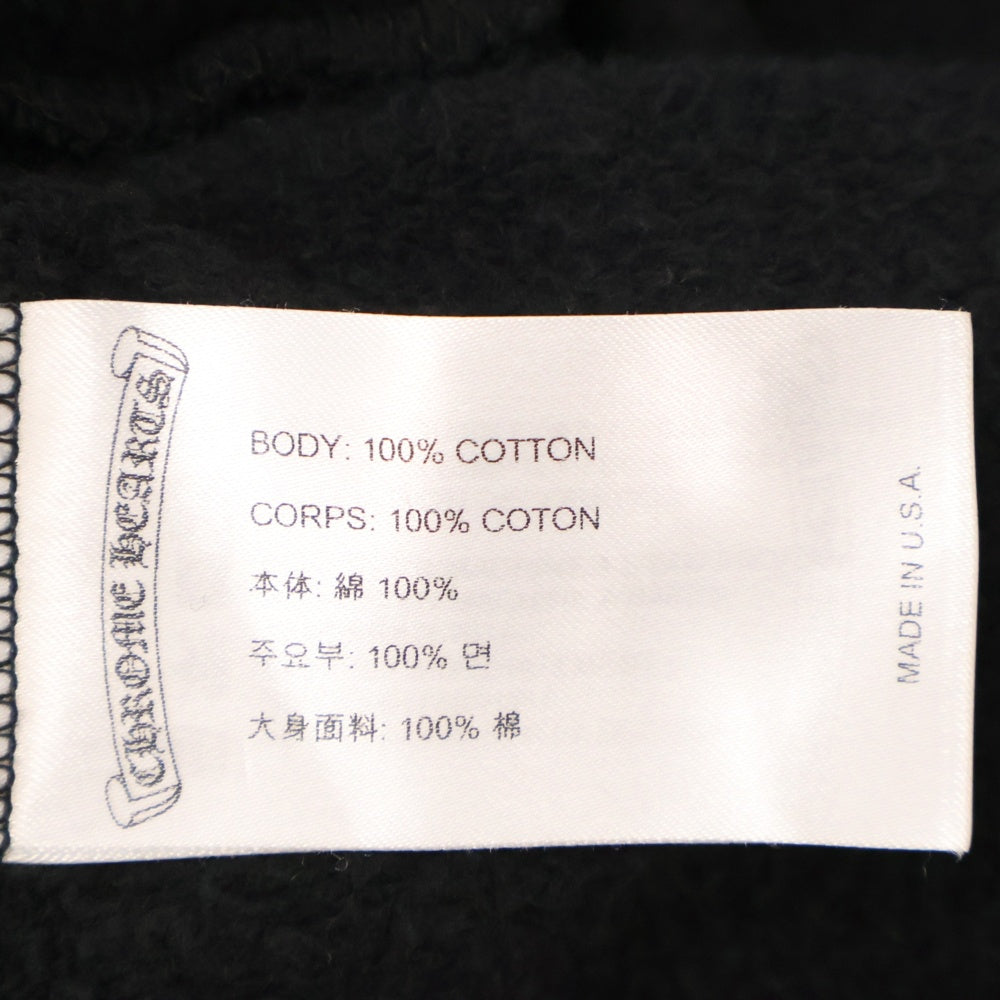 CHROME HEARTS
BODY: 100% COTTON
CORPS: 100% COTON
本体: 綿 100%
주요부: 100% 면
大身面料: 100% 棉
MADE IN U.S.A.